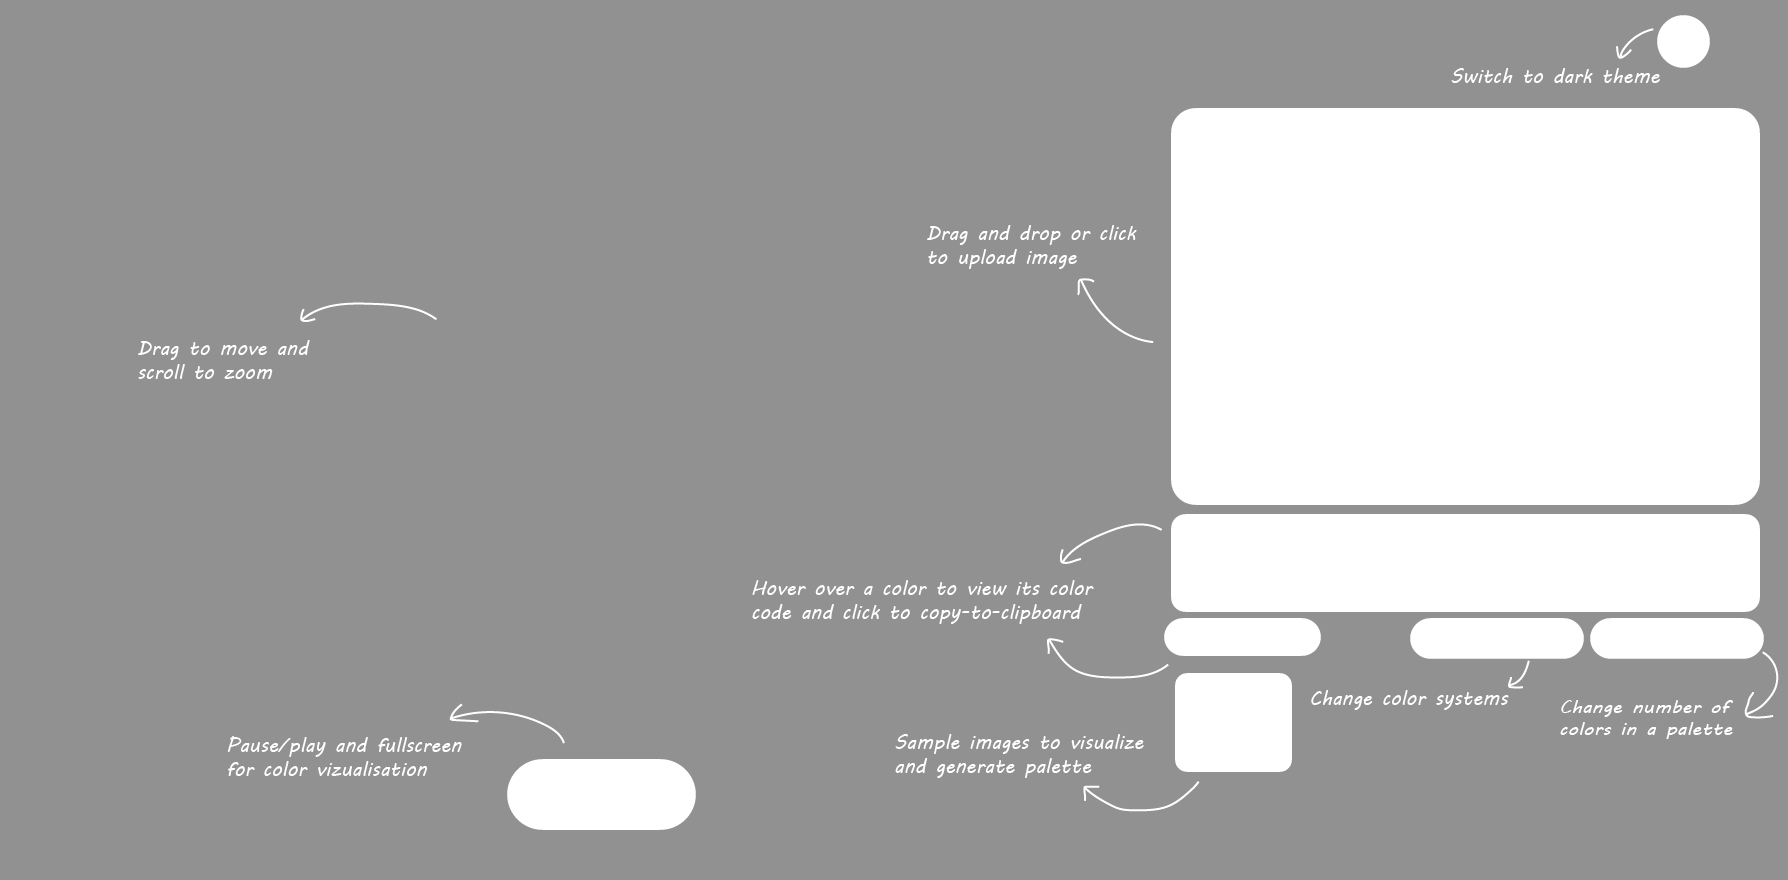 Switch to dark theme
Drag and drop or click
to upload image
Drag to move and
scroll to zoom
Hover over a color to view its color
code and click to copy-to-clipboard
Change color systems
Change number of
colors in a palette
Pause/play and fullscreen
for color vizualisation
Sample images to visualize
and generate palette